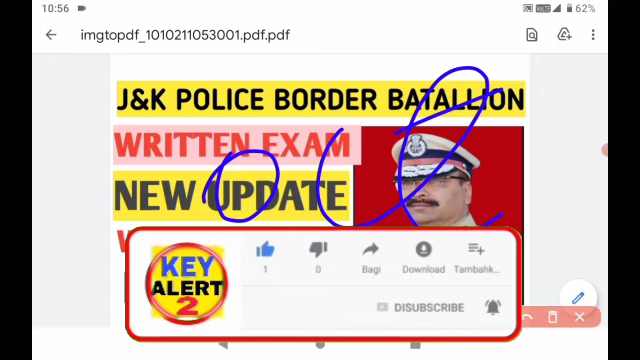 10:56
62%
imgtopdf_1010211053001.pdf.pdf
J&K POLICE BORDER BATALLION
WRITTEN EXAM
NEW UPDATE
W
KEY
ALERT
2
1
0
Bagi
Download
Tambahk...
DISUBSCRIBE